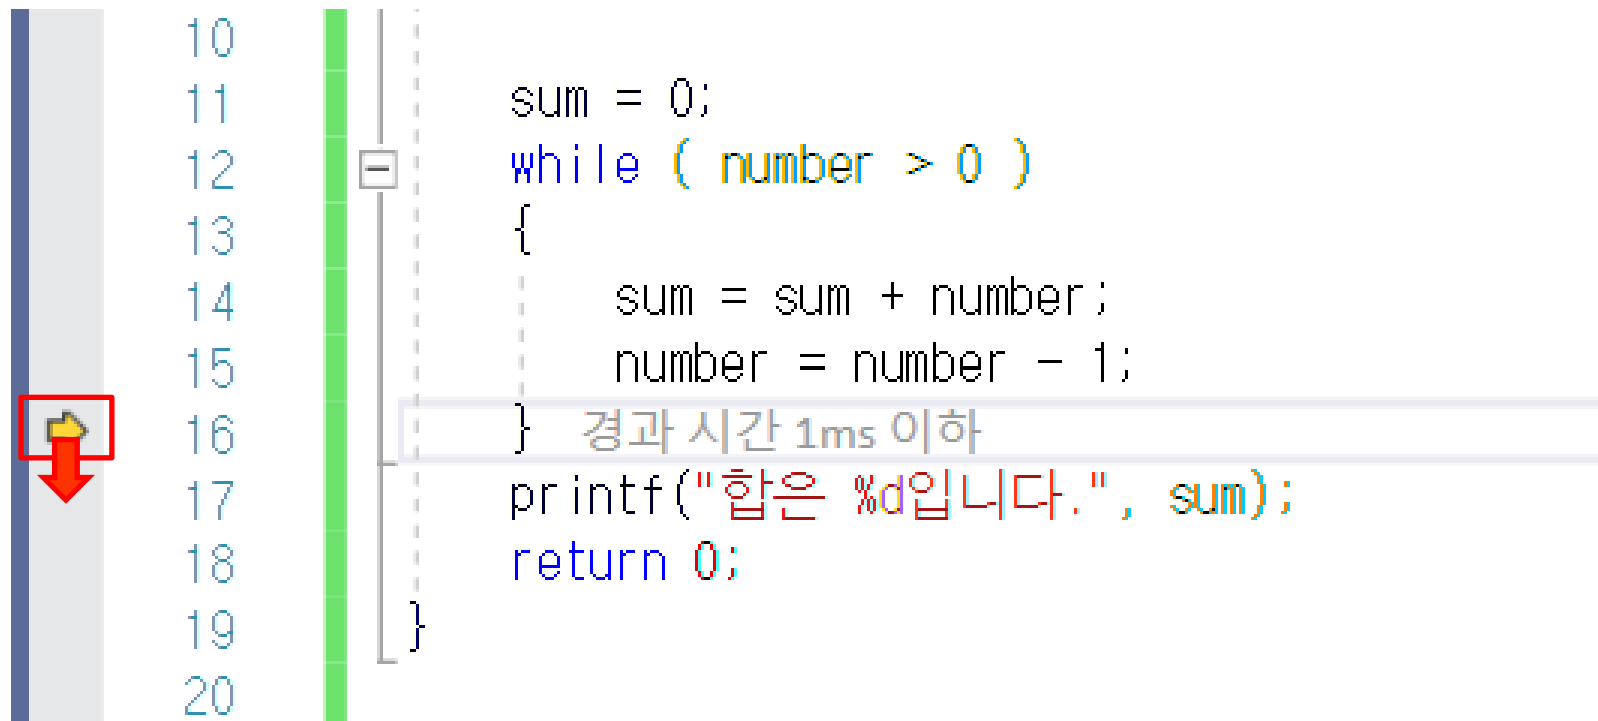 10
11 sum = 0;
12 while ( number > 0 )
13 {
14 sum = sum + number;
15 number = number - 1;
16 } 경과 시간 1ms 이하
17 printf("합은 %d입니다.", sum);
18 return 0;
19 }
20